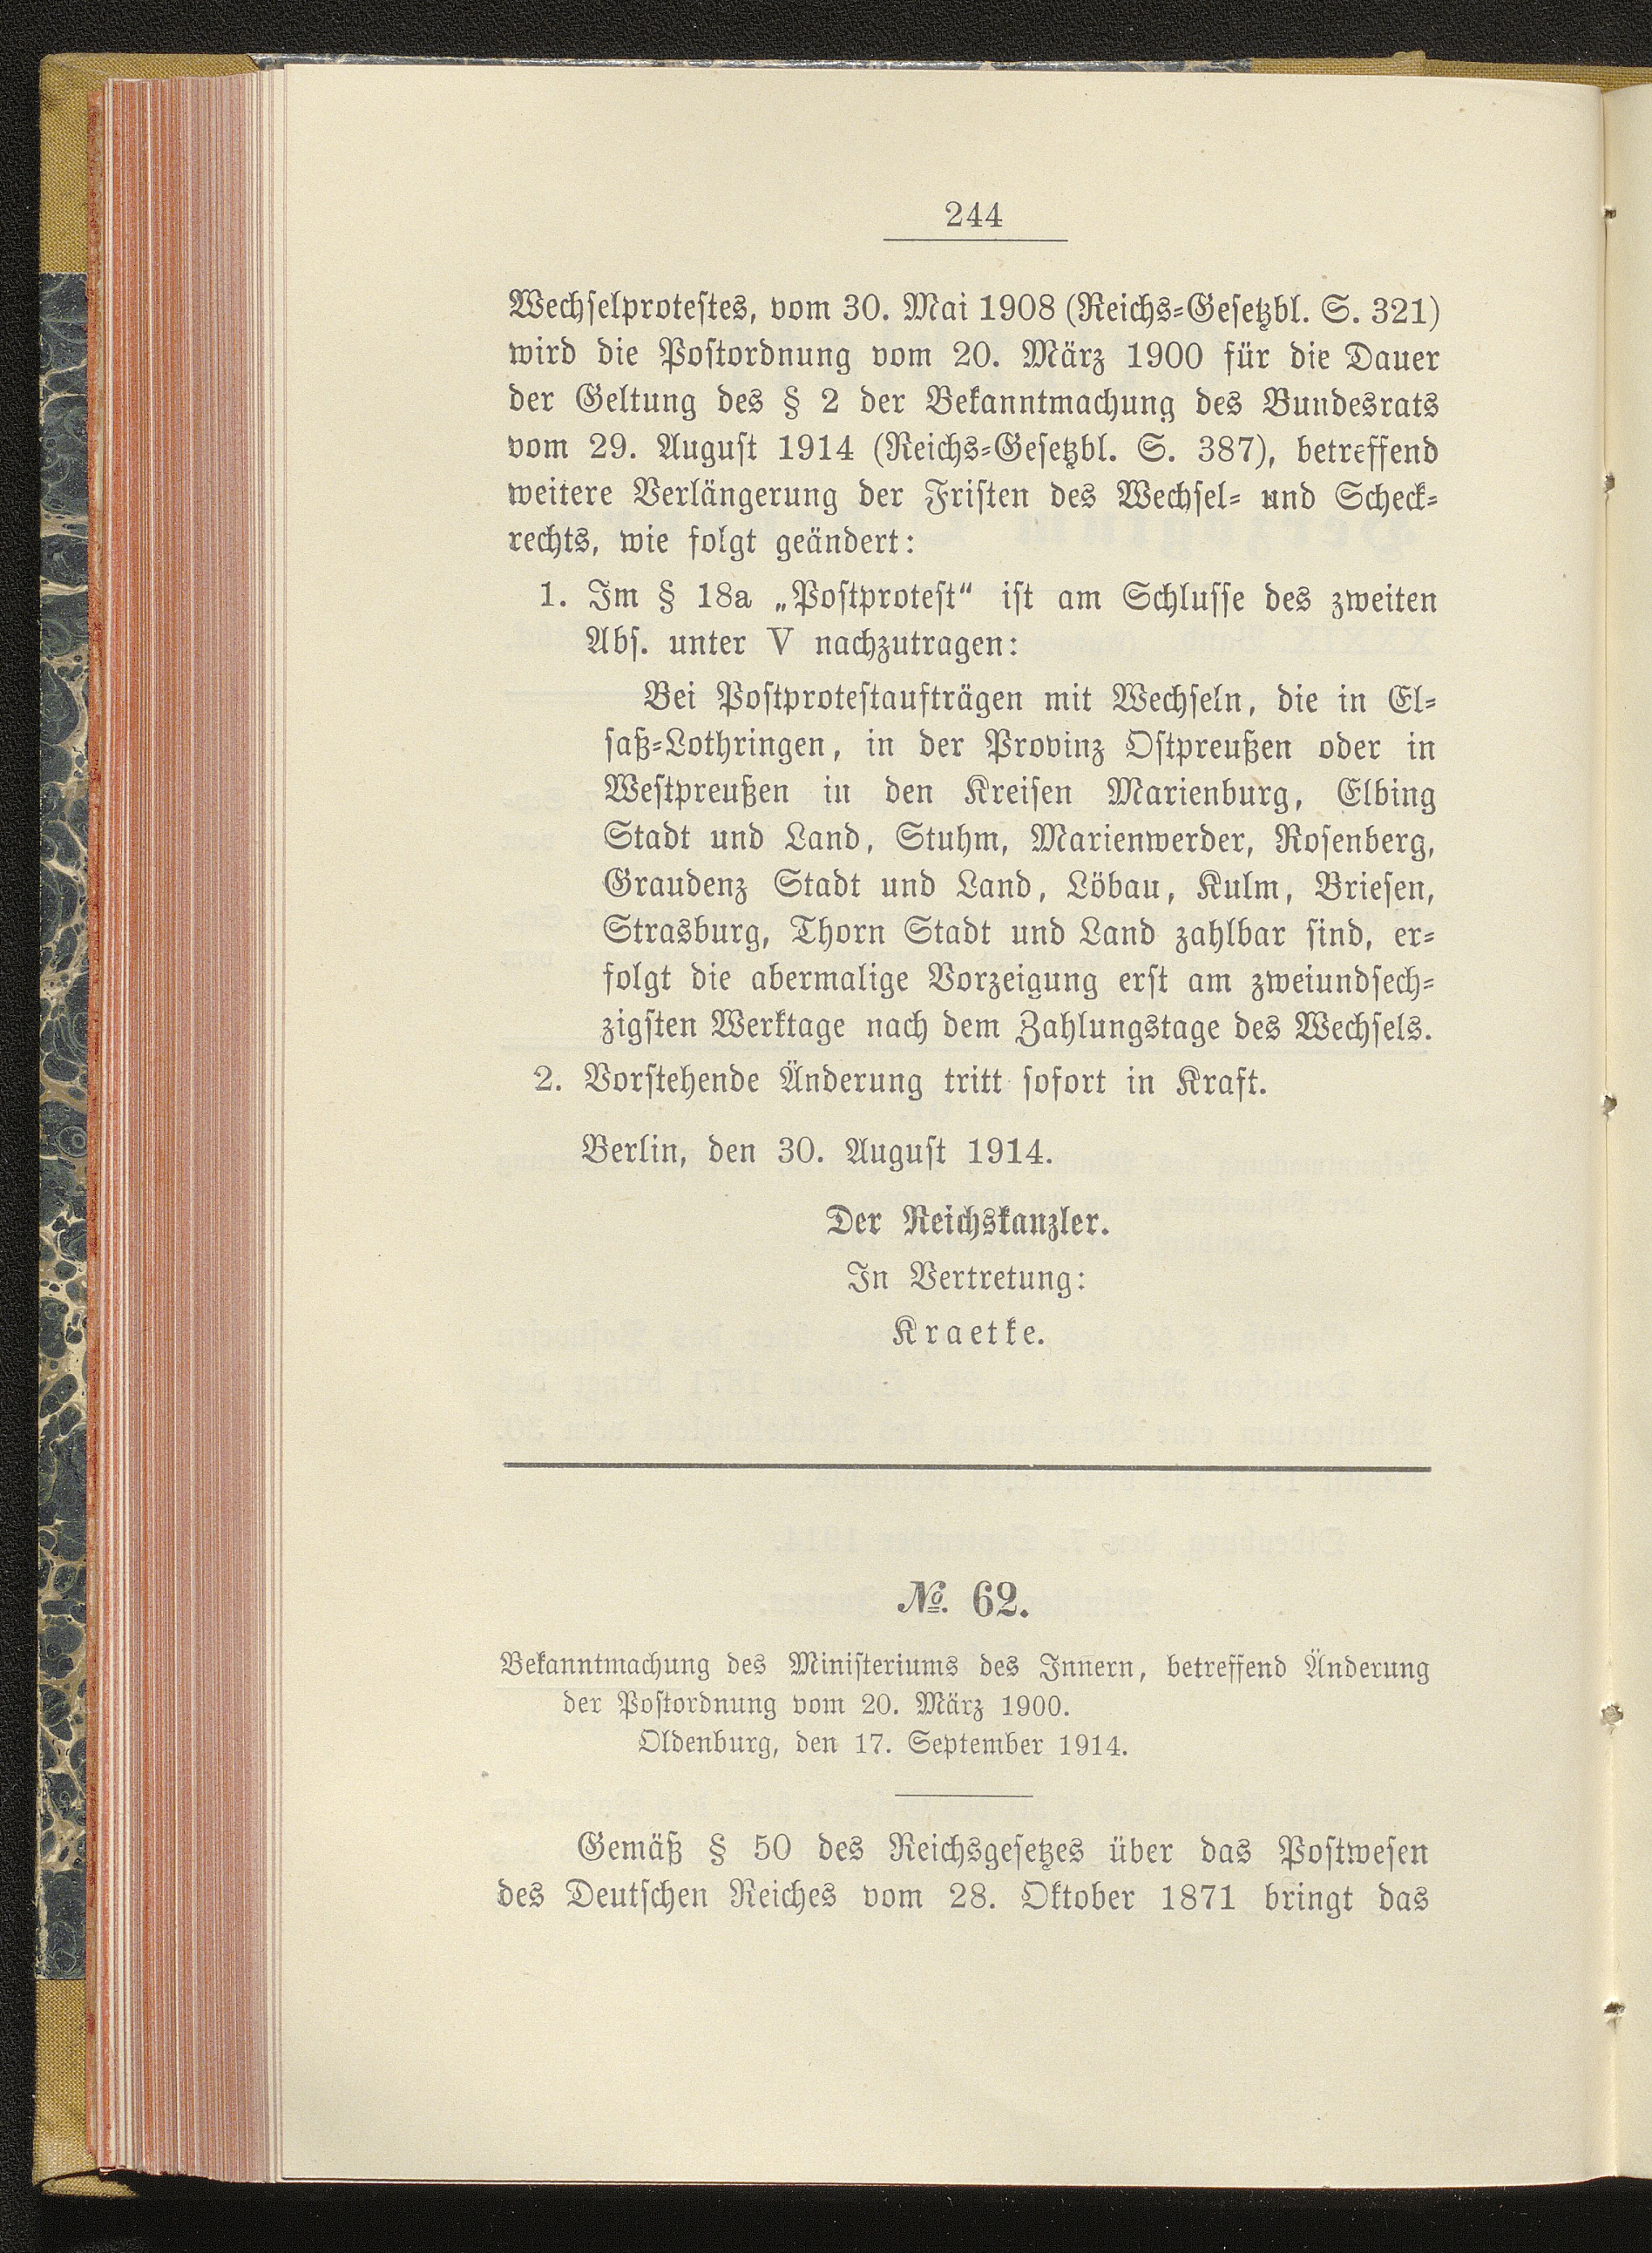 244
Wechselprotestes, vom 30. Mai 1908 (Reichs-Gesetzbl. S. 321)
wird die Postordnung vom 20. März 1900 für die Dauer
der Geltung des § 2 der Bekanntmachung des Bundesrats
vom 29. August 1914 (Reichs-Gesetzbl. S. 387), betreffend
weitere Verlängerung der Fristen des Wechsel- und Scheck-
rechts, wie folgt geändert:
1. Im § 18a „Postprotest“ ist am Schlusse des zweiten
Abs. unter V nachzutragen:
Bei Postprotestaufträgen mit Wechseln, die in El-
saß-Lothringen, in der Provinz Ostpreußen oder in
Westpreußen in den Kreisen Marienburg, Elbing
Stadt und Land, Stuhm, Marienwerder, Rosenberg,
Graudenz Stadt und Land, Löbau, Kulm, Briesen,
Strasburg, Thorn Stadt und Land zahlbar sind, er-
folgt die abermalige Vorzeigung erst am zweiundsech-
zigsten Werktage nach dem Zahlungstage des Wechsels.
2. Vorstehende Änderung tritt sofort in Kraft.
Berlin, den 30. August 1914.
Der Reichskanzler.
In Vertretung:
Kraetke.
№. 62.
Bekanntmachung des Ministeriums des Innern, betreffend Änderung
der Postordnung vom 20. März 1900.
Oldenburg, den 17. September 1914.
Gemäß § 50 des Reichsgesetzes über das Postwesen
des Deutschen Reiches vom 28. Oktober 1871 bringt das